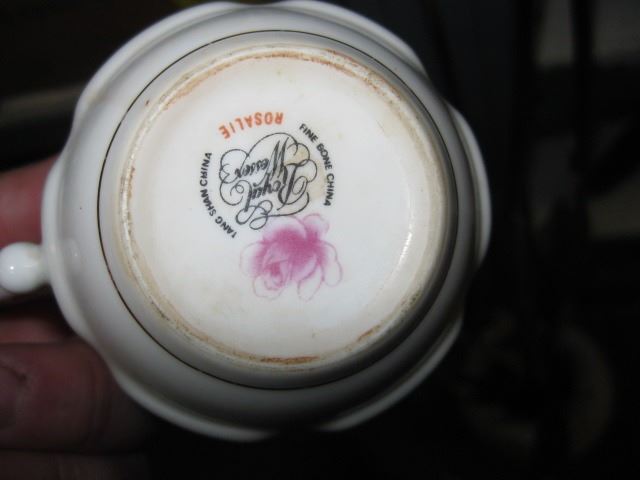 TANG SHAN CHINA
Royal Wessex
FINE BONE CHINA
ROSALIE